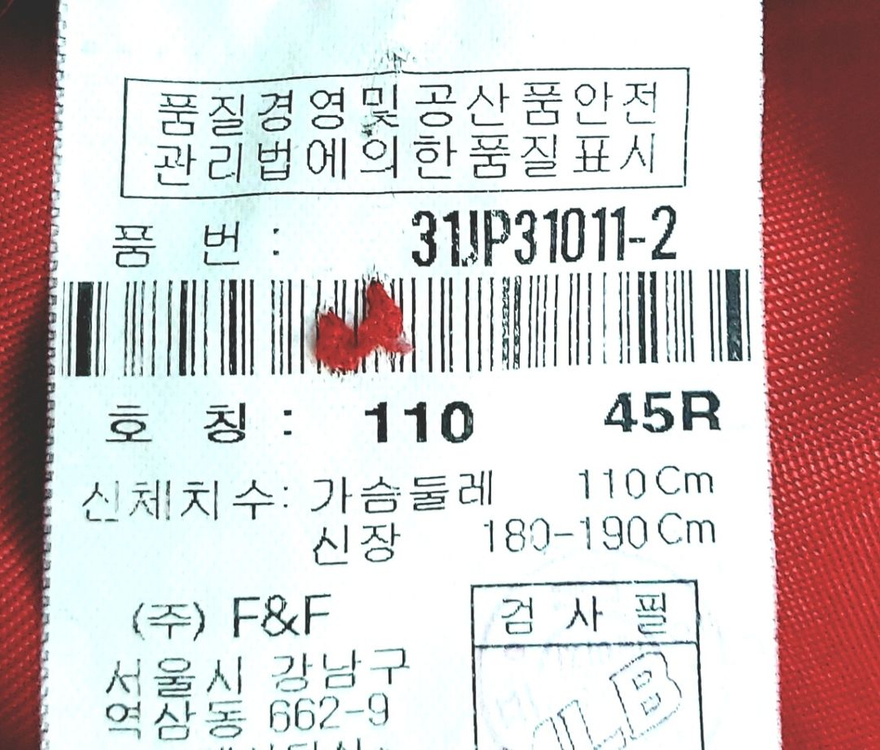 품질경영및공산품안전
관리법에의한품질표시
품 번 : 31JP31011-2
호 칭 : 110 45R
신체치수: 가슴둘레 110Cm
신장 180-190Cm
(주) F&F
검 사 필
서울시 강남구
역삼동 662-9
MLB